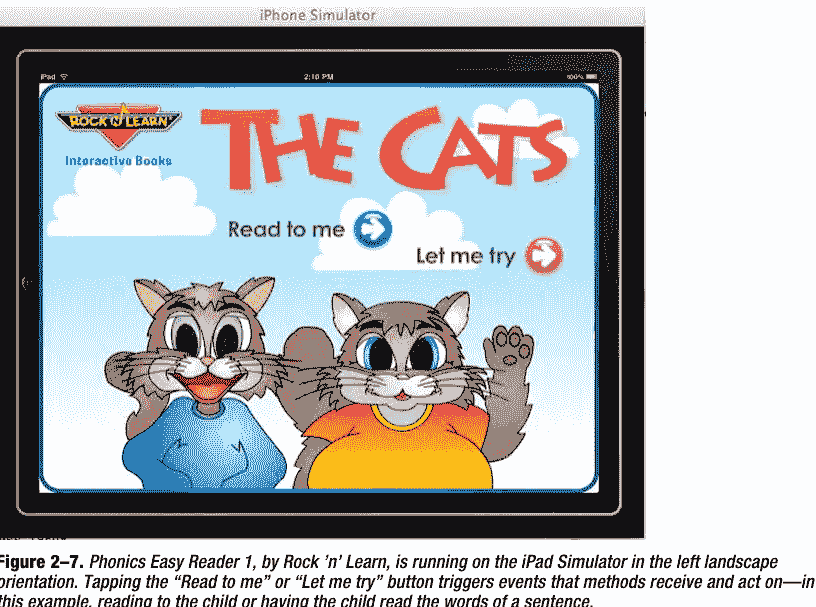 iPhone Simulator
iPad
2:10 PM
100%
ROCK 'N LEARN®
Interactive Books
THE CATS
Read to me
Let me try
Figure 2–7. Phonics Easy Reader 1, by Rock 'n' Learn, is running on the iPad Simulator in the left landscape
orientation. Tapping the "Read to me" or "Let me try" button triggers events that methods receive and act on—in
this example, reading to the child or having the child read the words of a sentence.